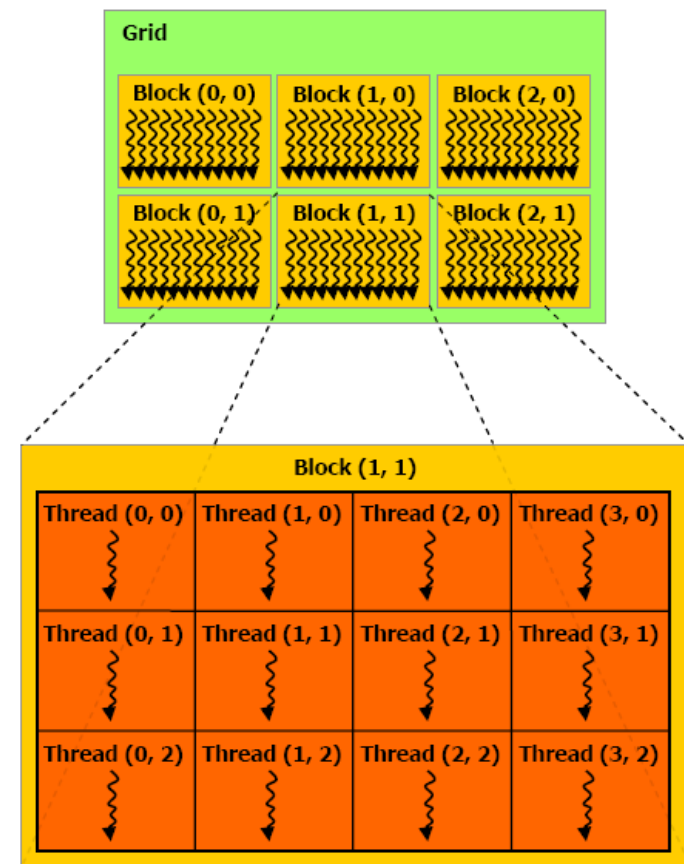 Grid
Block (0, 0) Block (1, 0) Block (2, 0)
Block (0, 1) Block (1, 1) Block (2, 1)
Block (1, 1)
Thread (0, 0) Thread (1, 0) Thread (2, 0) Thread (3, 0)
Thread (0, 1) Thread (1, 1) Thread (2, 1) Thread (3, 1)
Thread (0, 2) Thread (1, 2) Thread (2, 2) Thread (3, 2)